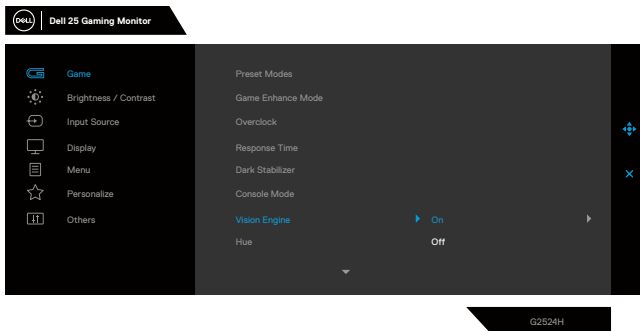 DELL Dell 25 Gaming Monitor
Game
Brightness / Contrast
Input Source
Display
Menu
Personalize
Others
Preset Modes
Game Enhance Mode
Overclock
Response Time
Dark Stabilizer
Console Mode
Vision Engine On
Hue Off
G2524H